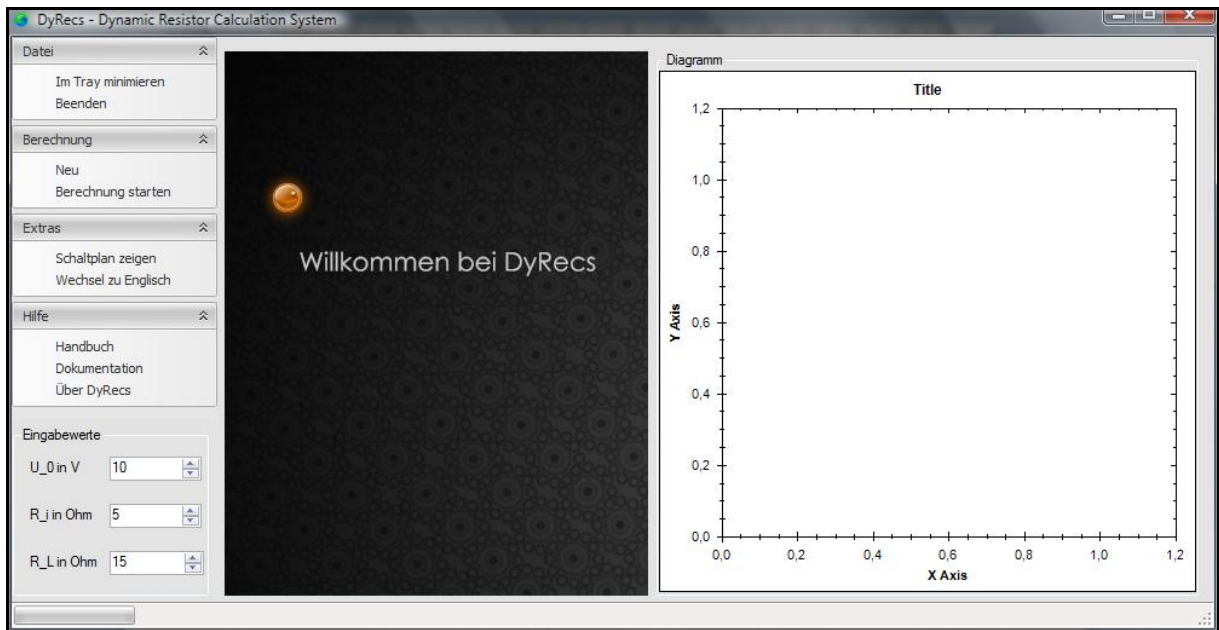 DyRecs - Dynamic Resistor Calculation System
Datei
Im Tray minimieren
Beenden
Berechnung
Neu
Berechnung starten
Extras
Schaltplan zeigen
Wechsel zu Englisch
Hilfe
Handbuch
Dokumentation
Über DyRecs
Eingabewerte
U_0 in V 10
R_i in Ohm 5
R_L in Ohm 15
Willkommen bei DyRecs
Diagramm
Title
1,2
1,0
0,8
0,6
0,4
0,2
0,0
Y Axis
0,0 0,2 0,4 0,6 0,8 1,0 1,2
X Axis